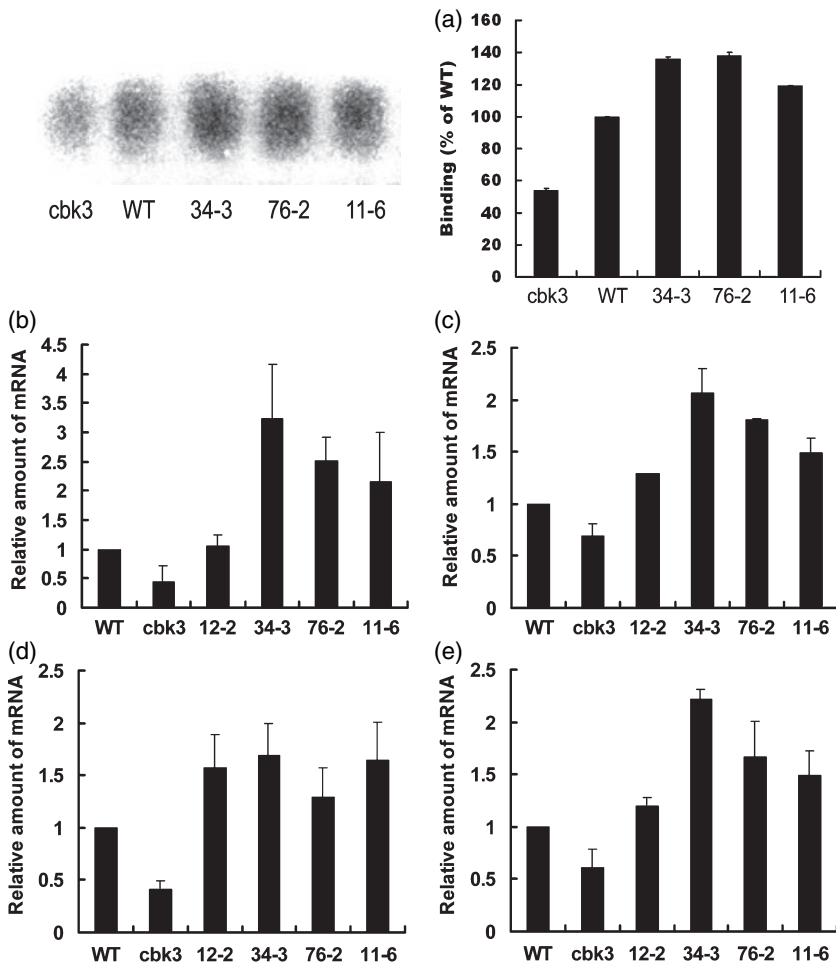 cbk3 WT 34-3 76-2 11-6
(a)
Binding (% of WT)
160
140
120
100
80
60
40
20
0
cbk3 WT 34-3 76-2 11-6
(b)
Relative amount of mRNA
4.5
4
3.5
3
2.5
2
1.5
1
0.5
0
WT cbk3 12-2 34-3 76-2 11-6
(c)
Relative amount of mRNA
2.5
2
1.5
1
0.5
0
WT cbk3 12-2 34-3 76-2 11-6
(d)
Relative amount of mRNA
2.5
2
1.5
1
0.5
0
WT cbk3 12-2 34-3 76-2 11-6
(e)
Relative amount of mRNA
2.5
2
1.5
1
0.5
0
WT cbk3 12-2 34-3 76-2 11-6